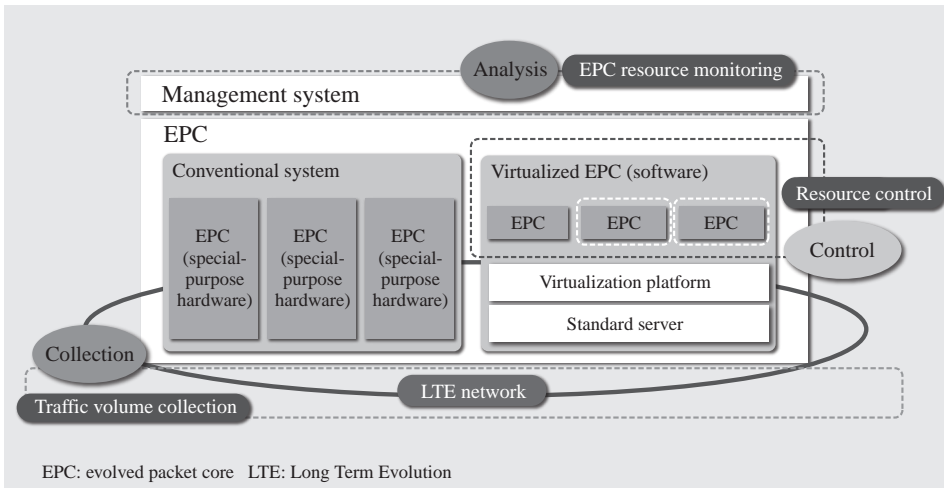 Analysis
EPC resource monitoring
Management system
EPC
Conventional system
EPC
(special-
purpose
hardware)
EPC
(special-
purpose
hardware)
EPC
(special-
purpose
hardware)
Virtualized EPC (software)
EPC
EPC
EPC
Virtualization platform
Standard server
Resource control
Control
Collection
Traffic volume collection
LTE network
EPC: evolved packet core LTE: Long Term Evolution